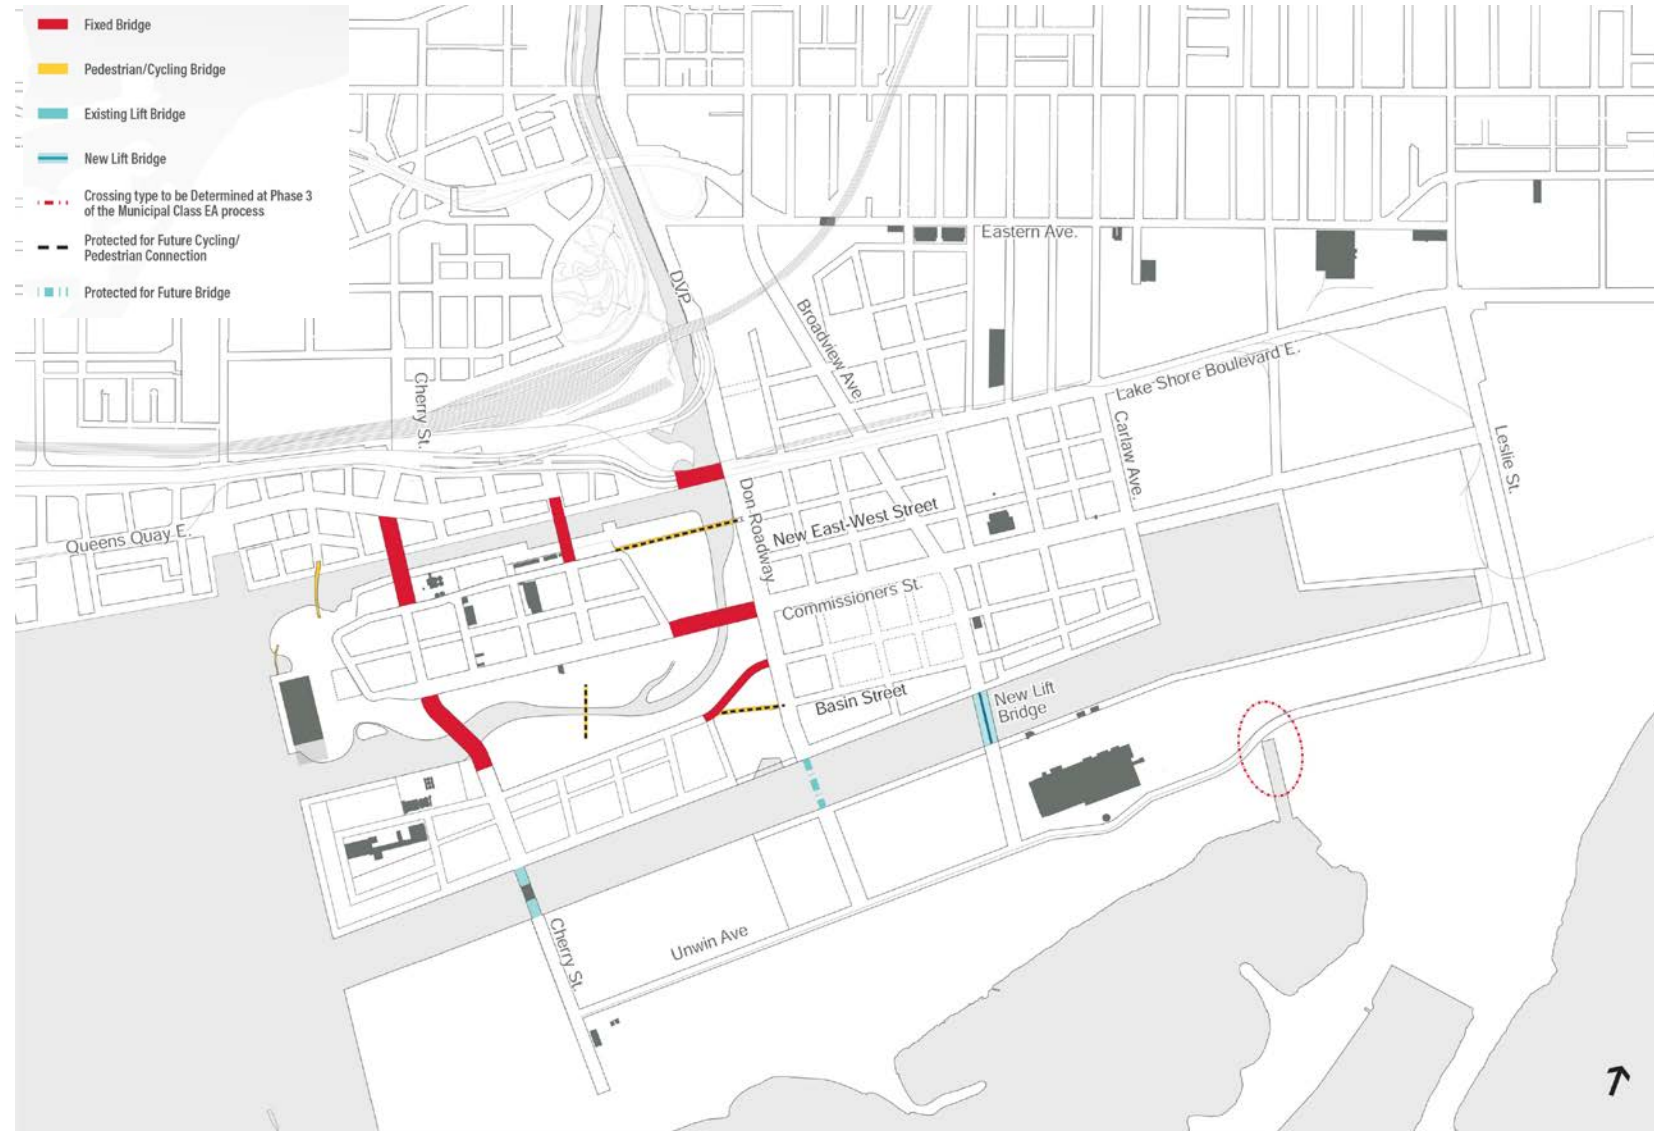 Fixed Bridge
Pedestrian/Cycling Bridge
Existing Lift Bridge
New Lift Bridge
Crossing type to be Determined at Phase 3
of the Municipal Class EA process
Protected for Future Cycling/
Pedestrian Connection
Protected for Future Bridge
Eastern Ave.
DVP
Broadview Ave.
Cherry St.
Lake Shore Boulevard E.
Carlaw Ave.
Leslie St.
Queens Quay E.
Don Roadway
New East-West Street
Commissioners St.
Basin Street
New Lift
Bridge
Cherry St.
Unwin Ave